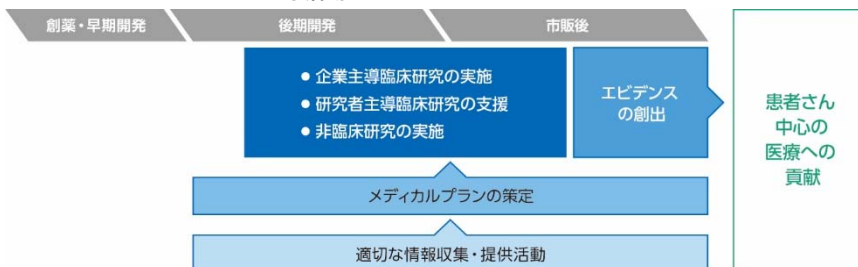 創薬・早期開発
後期開発
市販後
● 企業主導臨床研究の実施
● 研究者主導臨床研究の支援
● 非臨床研究の実施
エビデンス
の創出
患者さん
中心の
医療への
貢献
メディカルプランの策定
適切な情報収集・提供活動